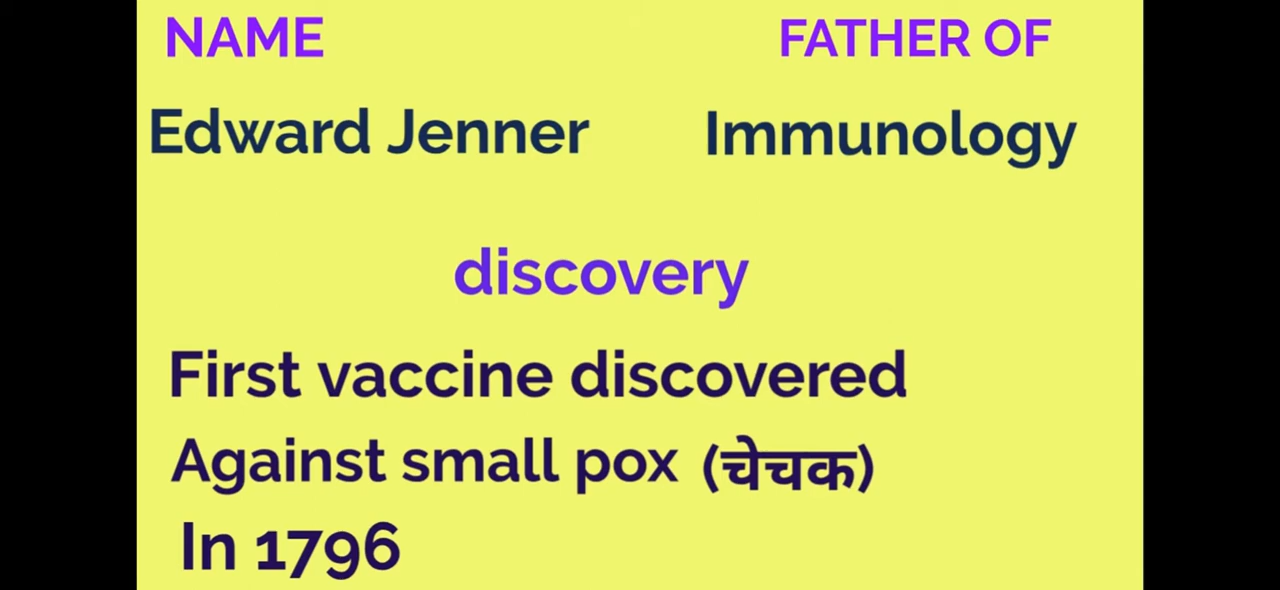 NAME FATHER OF
Edward Jenner Immunology
discovery
First vaccine discovered
Against small pox (चेचक)
In 1796